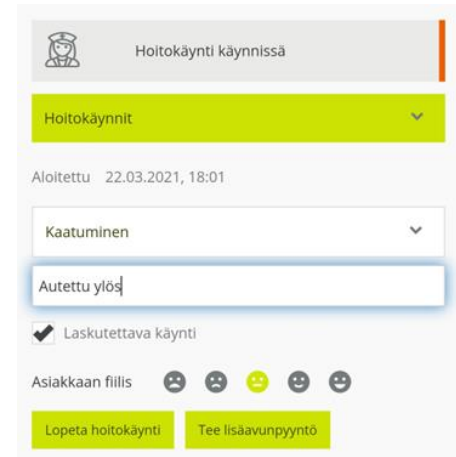 Hoitokäynti käynnissä
Hoitokäynnit
Aloitettu 22.03.2021, 18:01
Kaatuminen
Autettu ylös
Laskutettava käynti
Asiakkaan fiilis
Lopeta hoitokäynti Tee lisäavunpyyntö